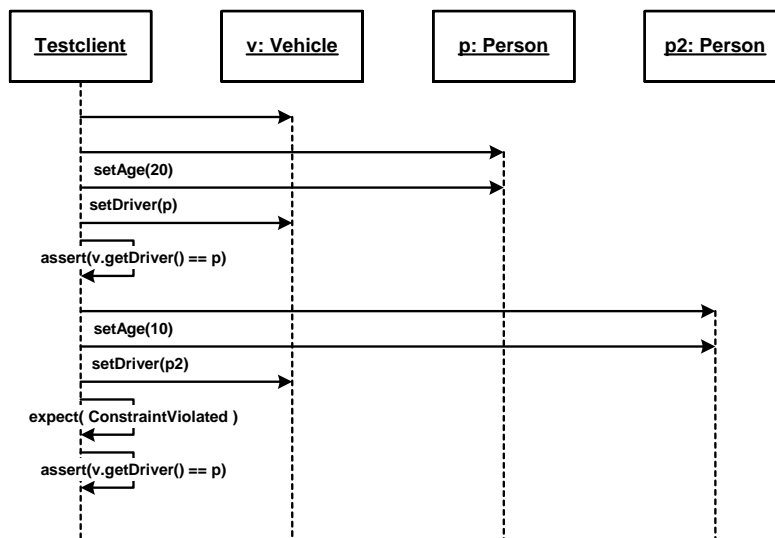 Testclient
v: Vehicle
p: Person
p2: Person
setAge(20)
setDriver(p)
assert(v.getDriver() == p)
setAge(10)
setDriver(p2)
expect( ConstraintViolated )
assert(v.getDriver() == p)